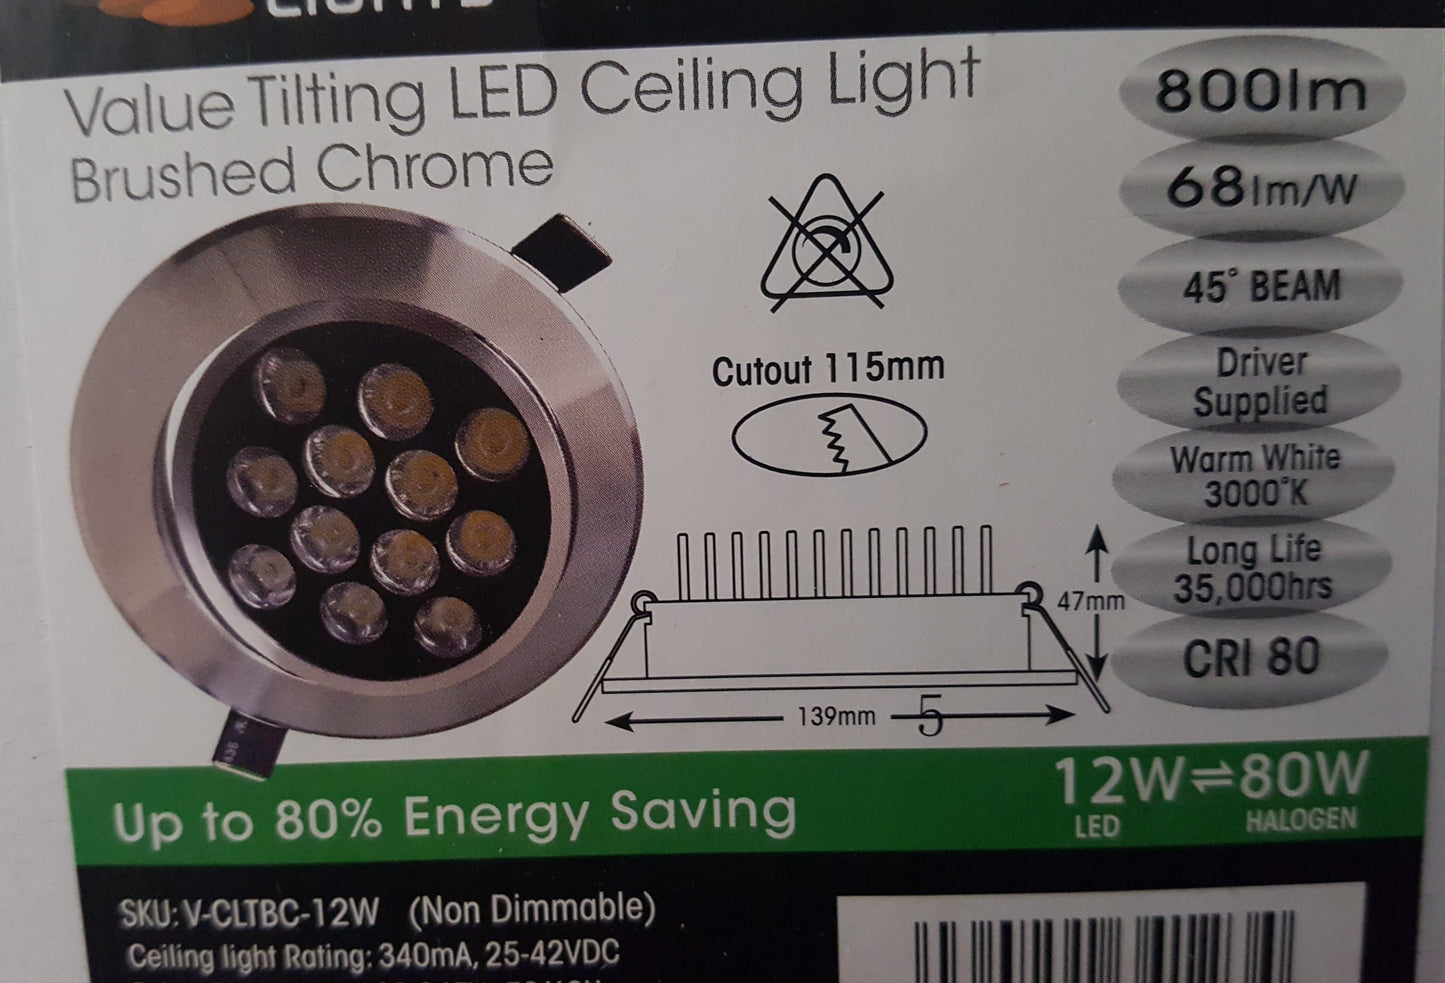 Value Tilting LED Ceiling Light
Brushed Chrome
Cutout 115mm
47mm
139mm
5
800lm
68lm/W
45° BEAM
Driver
Supplied
Warm White
3000°K
Long Life
35,000hrs
CRI 80
Up to 80% Energy Saving
12W⇌80W
LED HALOGEN
SKU: V-CLTBC-12W (Non Dimmable)
Ceiling light Rating: 340mA, 25-42VDC